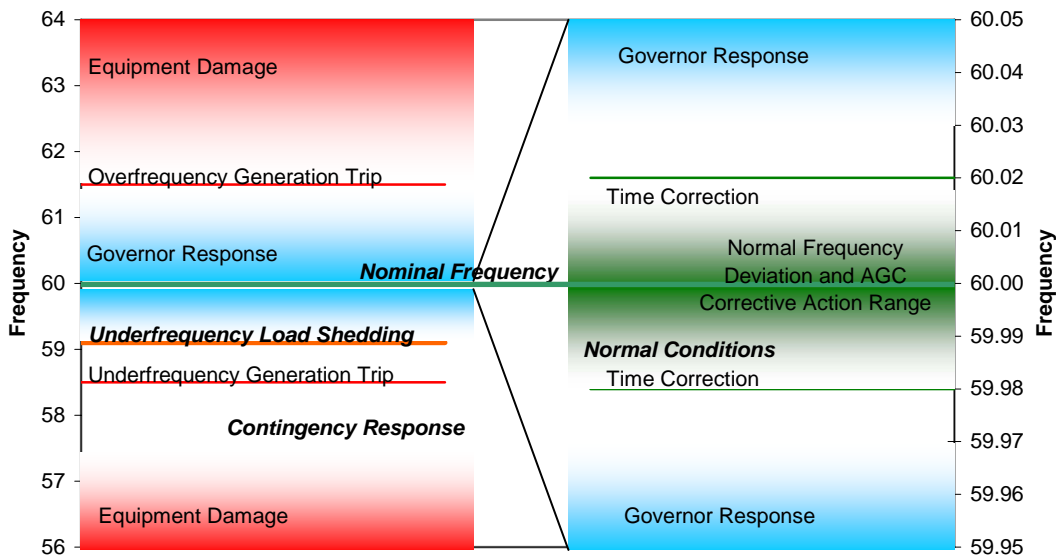 64
63
62
61
60
59
58
57
56
Frequency
Equipment Damage
Overfrequency Generation Trip
Governor Response
Nominal Frequency
Underfrequency Load Shedding
Underfrequency Generation Trip
Contingency Response
Equipment Damage
Governor Response
Time Correction
Normal Frequency
Deviation and AGC
Corrective Action Range
Normal Conditions
Time Correction
Governor Response
60.05
60.04
60.03
60.02
60.01
60.00
59.99
59.98
59.97
59.96
59.95
Frequency